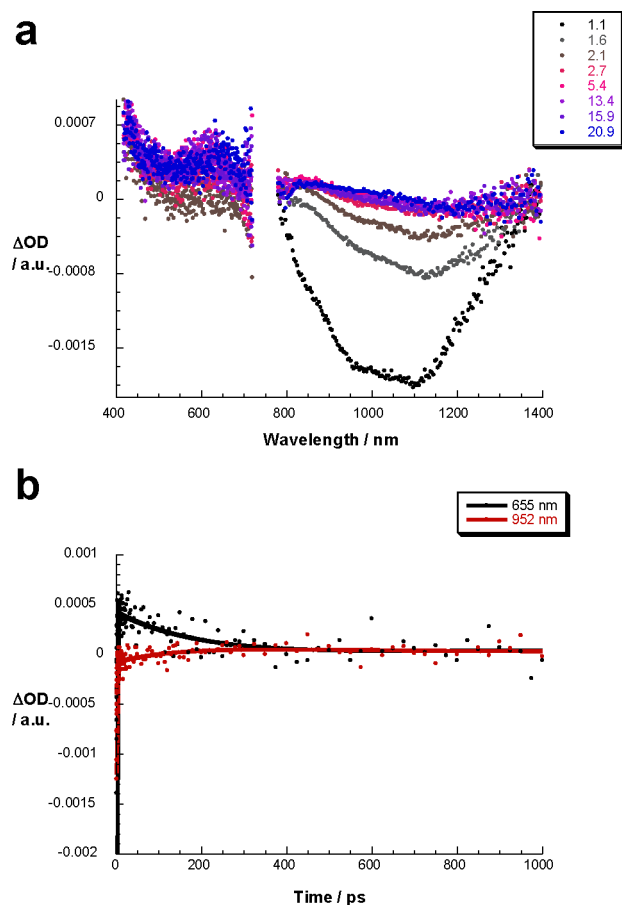 a
1.1
1.6
2.1
2.7
5.4
13.4
15.9
20.9
0.0007
0
-0.0008
-0.0015
ΔOD
/ a.u.
400 600 800 1000 1200 1400
Wavelength / nm
b
655 nm
952 nm
0.001
0.0005
0
-0.0005
-0.001
-0.0015
-0.002
ΔOD
/ a.u.
0 200 400 600 800 1000
Time / ps